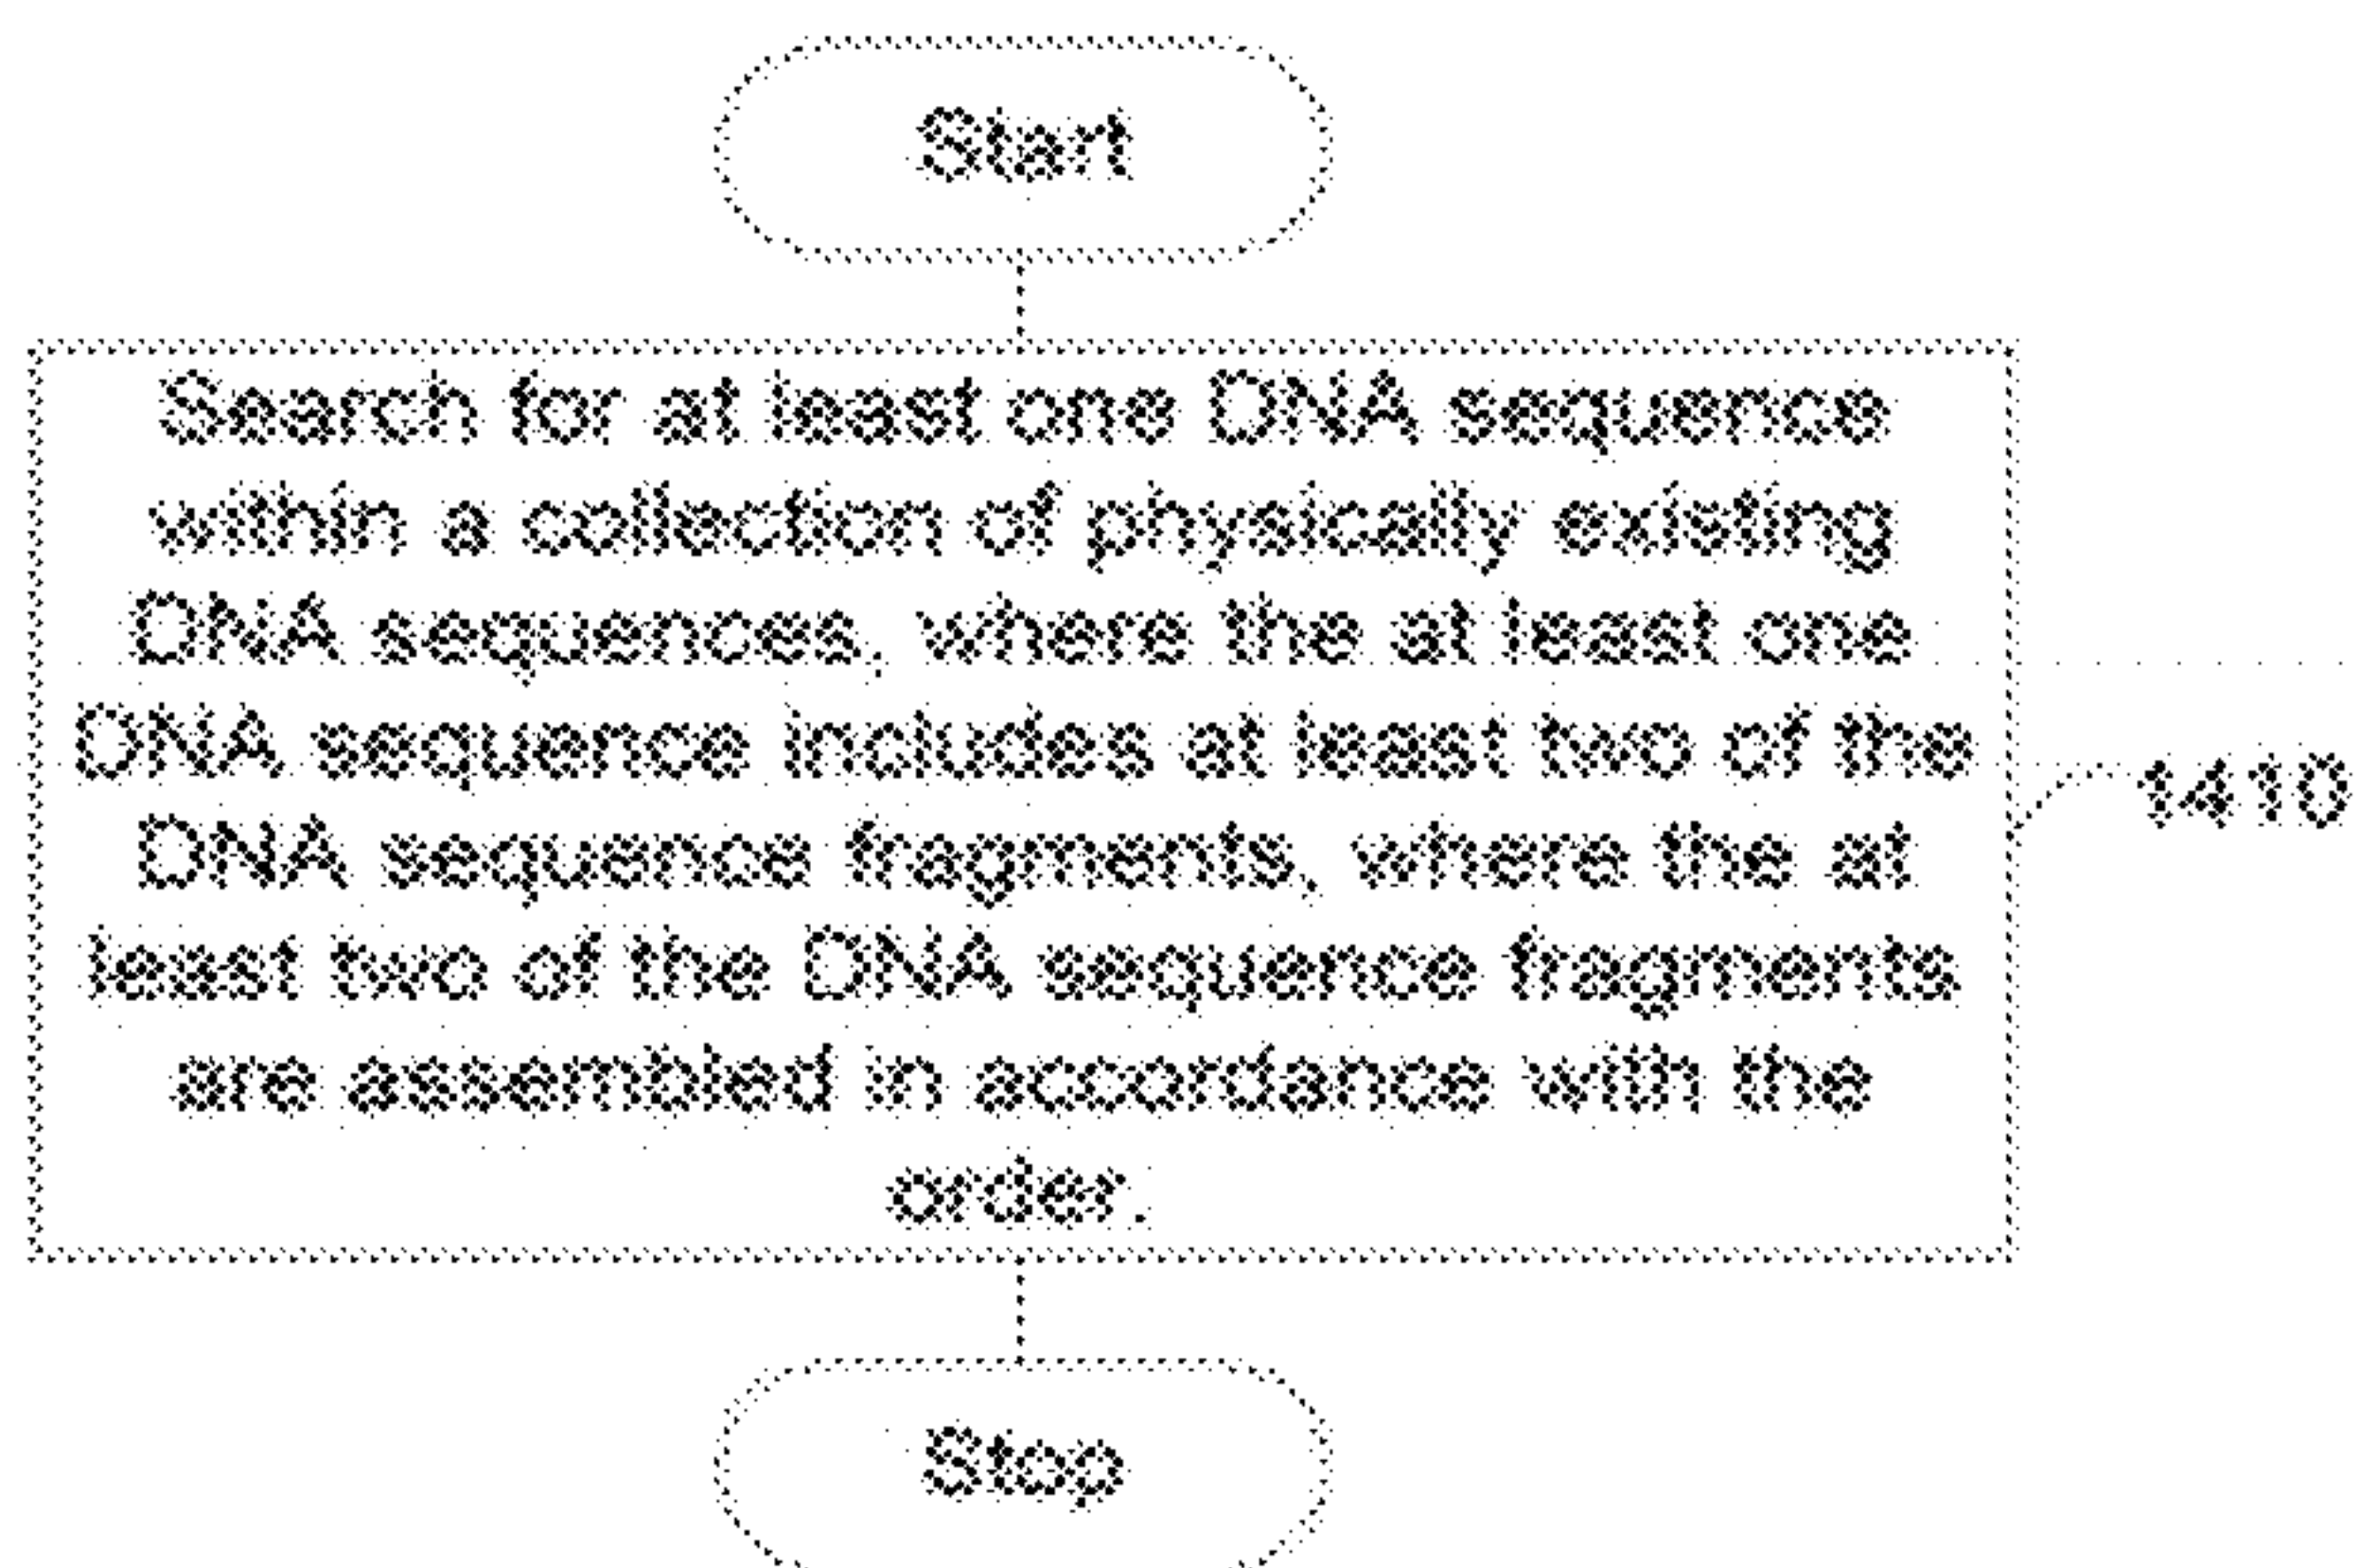 Start
Search for at least one DNA sequence
within a collection of physically existing
DNA sequences, where the at least one
DNA sequence includes at least two of the
DNA sequence fragments, where the at
least two of the DNA sequence fragments
are assembled in accordance with the
order.
1410
Stop